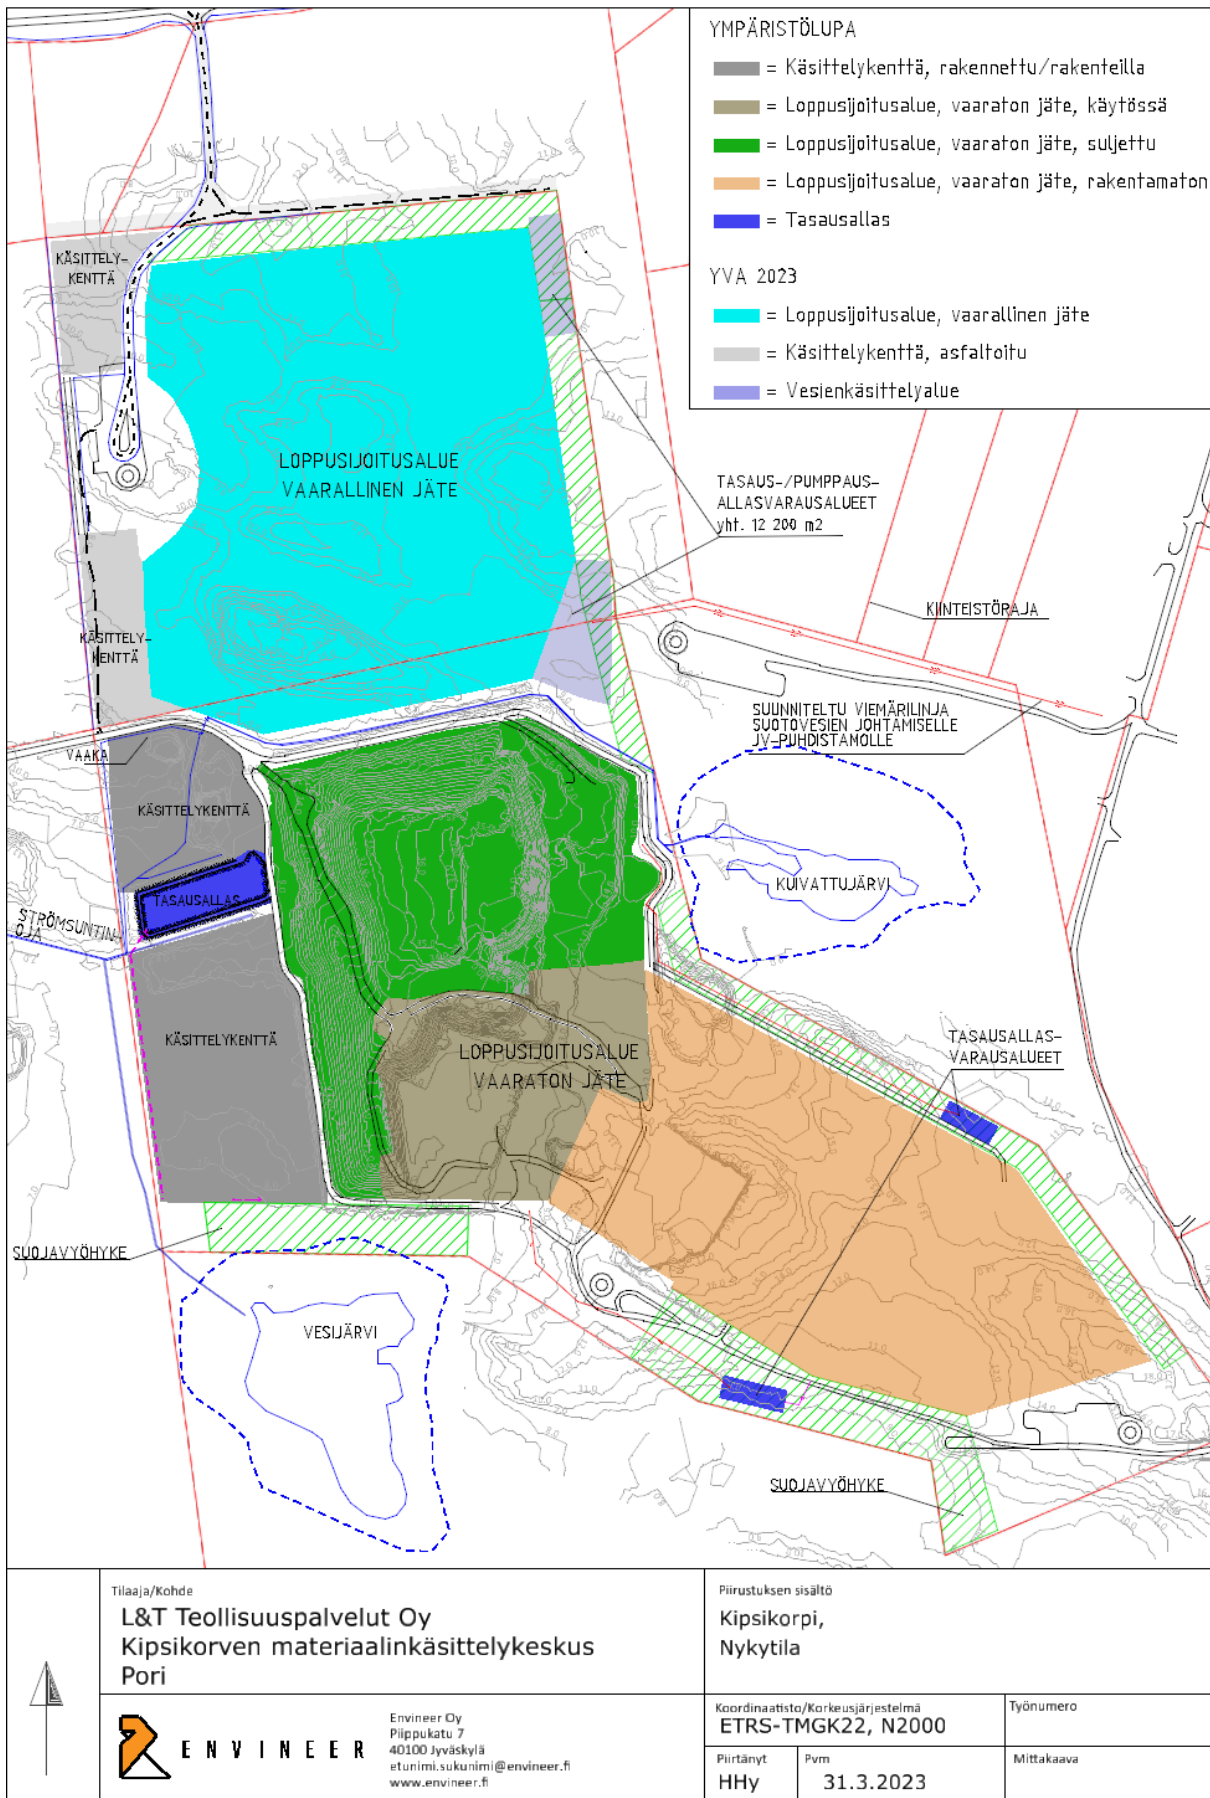 YMPÄRISTÖLUPA
= Käsittelykenttä, rakennettu/rakenteilla
= Loppusijoitusalue, vaaraton jäte, käytössä
= Loppusijoitusalue, vaaraton jäte, suljettu
= Loppusijoitusalue, vaaraton jäte, rakentamaton
= Tasausallas
YVA 2023
= Loppusijoitusalue, vaarallinen jäte
= Käsittelykenttä, asfaltoitu
= Vesienkäsittelyalue
KÄSITTELY-
KENTTÄ
LOPPUSIJOITUSALUE
VAARALLINEN JÄTE
TASAUS-/PUMPPAUS-
ALLASVARAUSALUEET
yht. 12 200 m2
KIINTEISTÖRAJA
KÄSITTELY-
KENTTÄ
SUUNNITELTU VIEMÄRILINJA
SUOTOVESIEN JOHTAMISELLE
JV-PUHDISTAMOLLE
VAAKA
KÄSITTELYKENTTÄ
KUIVATTUJÄRVI
TASAUSALLAS
STRÖMSUNTIN-
OJA
KÄSITTELYKENTTÄ
LOPPUSIJOITUSALUE
VAARATON JÄTE
TASAUSALLAS-
VARAUSALUEET
SUOJAVYÖHYKE
VESIJÄRVI
SUOJAVYÖHYKE
Tilaaja/Kohde
L&T Teollisuuspalvelut Oy
Kipsikorven materiaalinkäsittelykeskus
Pori
Piirustuksen sisältö
Kipsikorpi,
Nykytila
ENVINEER
Envineer Oy
Piippukatu 7
40100 Jyväskylä
etunimi.sukunimi@envineer.fi
www.envineer.fi
Koordinaatisto/Korkeusjärjestelmä
ETRS-TMGK22, N2000
Työnumero
Piirtänyt
HHy
Pvm
31.3.2023
Mittakaava